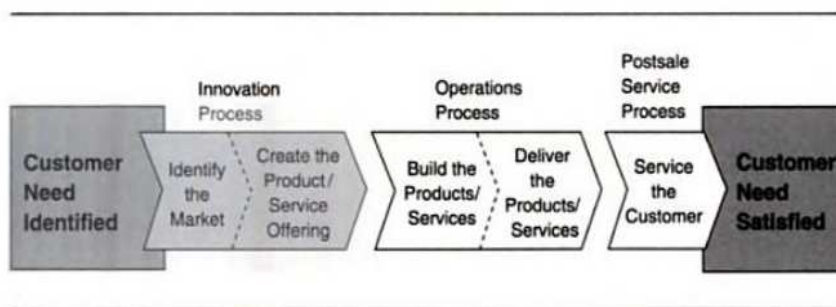 Innovation
Process
Operations
Process
Postsale
Service
Process
Customer
Need
Identified
Identify
the
Market
Create the
Product/
Service
Offering
Build the
Products/
Services
Deliver
the
Products/
Services
Service
the
Customer
Customer
Need
Satisfied